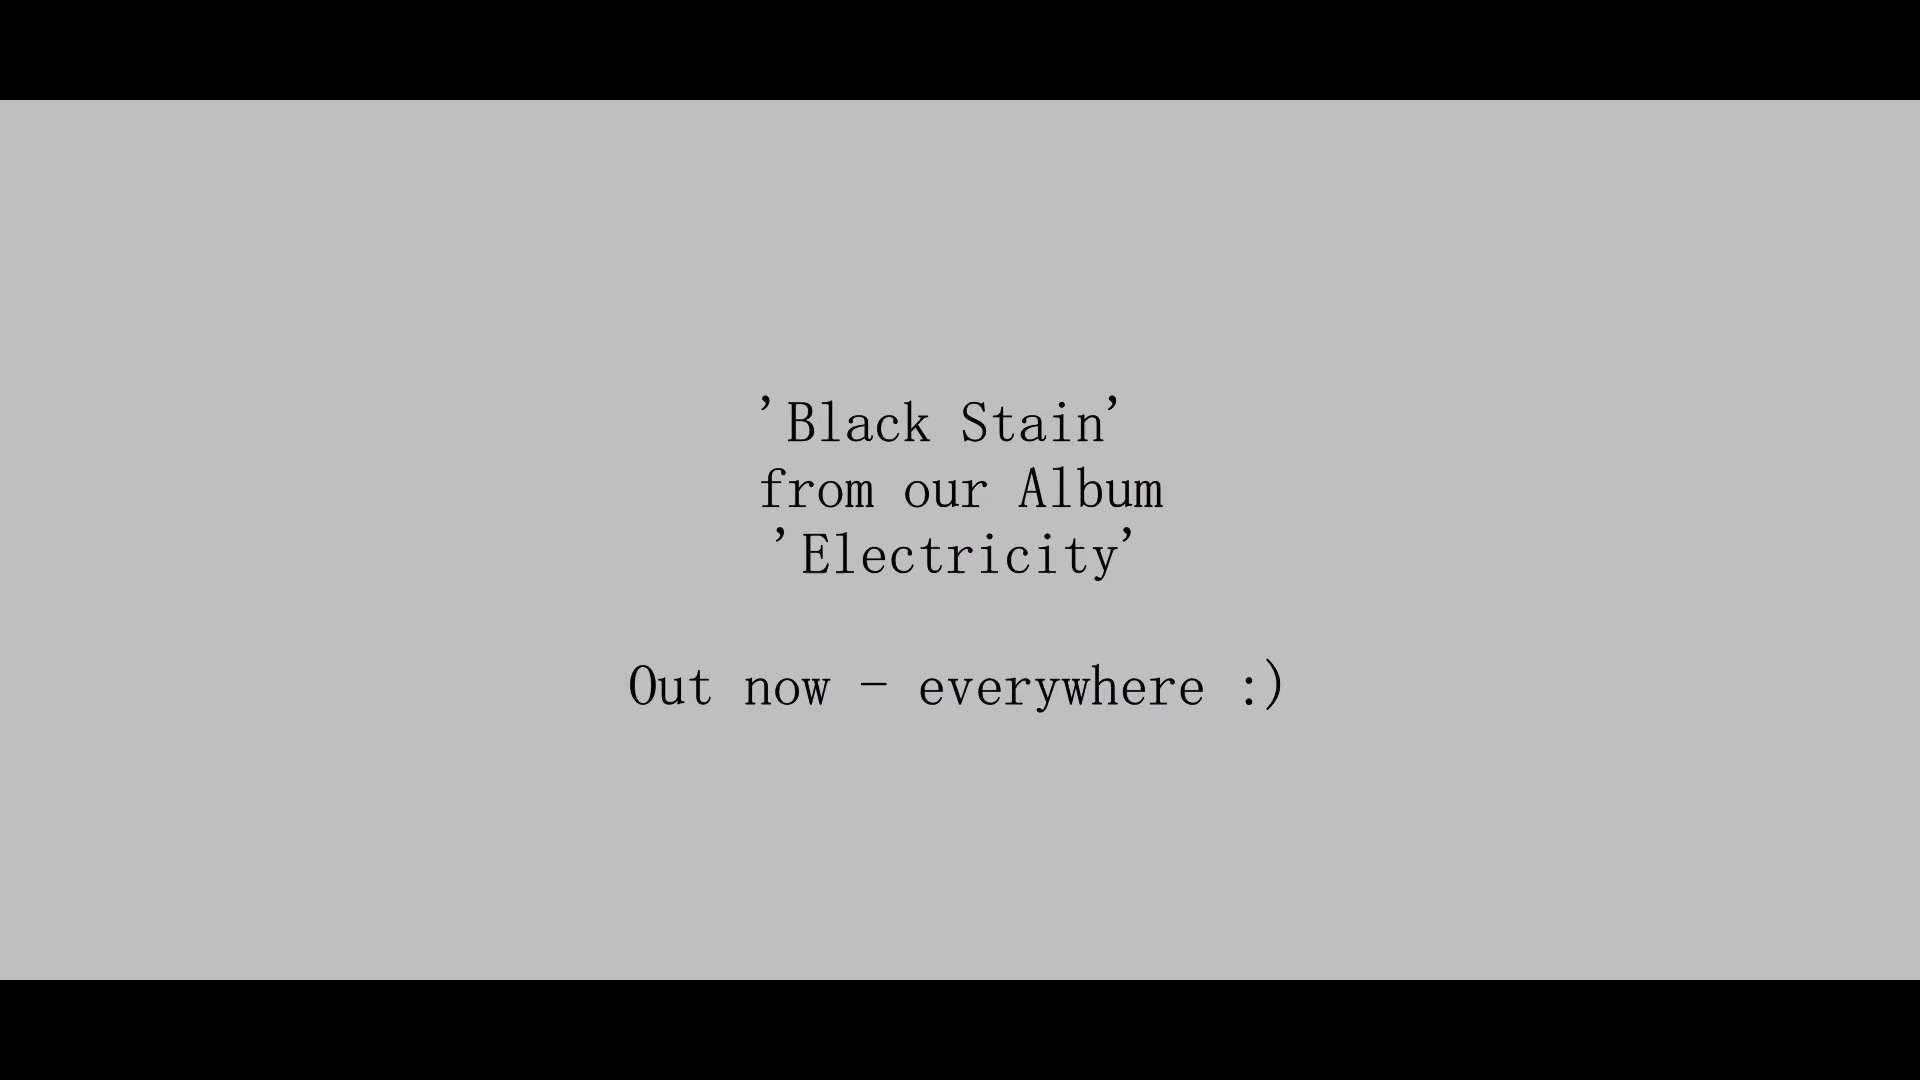 'Black Stain'
from our Album
'Electricity'
Out now - everywhere :)